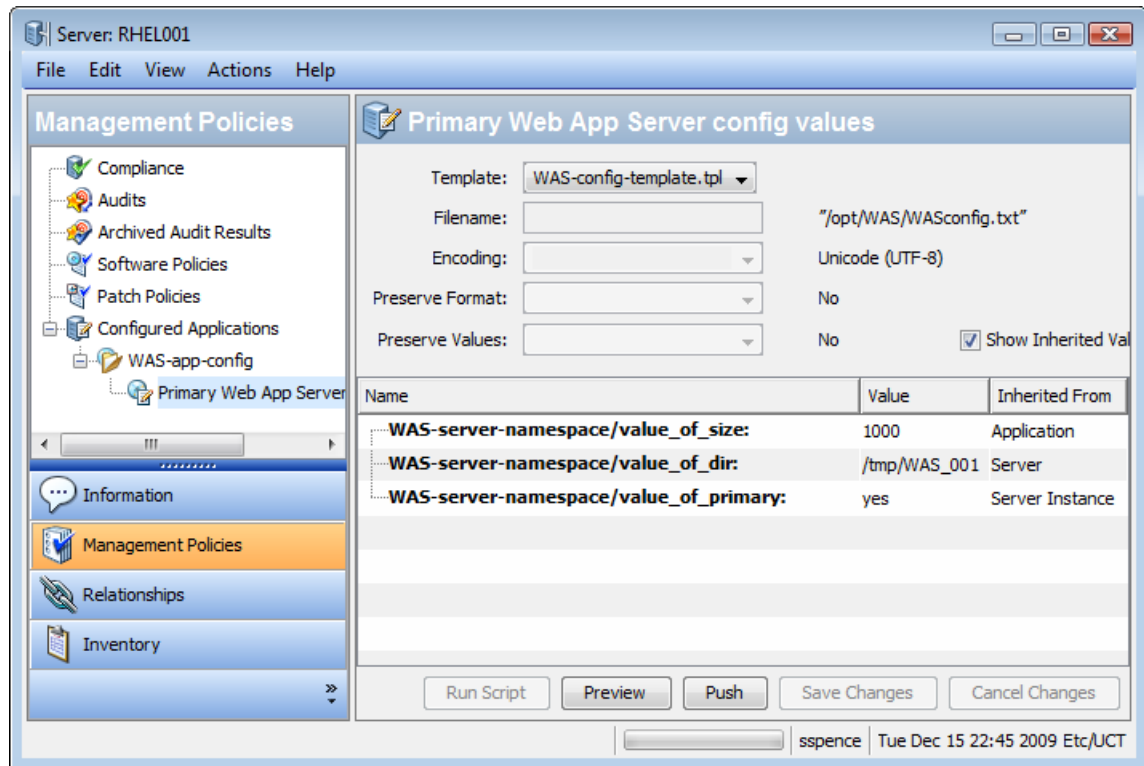 Server: RHEL001
File Edit View Actions Help
Management Policies
Compliance
Audits
Archived Audit Results
Software Policies
Patch Policies
Configured Applications
WAS-app-config
Primary Web App Server
Information
Management Policies
Relationships
Inventory
Primary Web App Server config values
Template: WAS-config-template.tpl
Filename: "/opt/WAS/WASconfig.txt"
Encoding: Unicode (UTF-8)
Preserve Format: No
Preserve Values: No Show Inherited Val
Name Value Inherited From
WAS-server-namespace/value_of_size: 1000 Application
WAS-server-namespace/value_of_dir: /tmp/WAS_001 Server
WAS-server-namespace/value_of_primary: yes Server Instance
Run Script Preview Push Save Changes Cancel Changes
sspence Tue Dec 15 22:45 2009 Etc/UCT